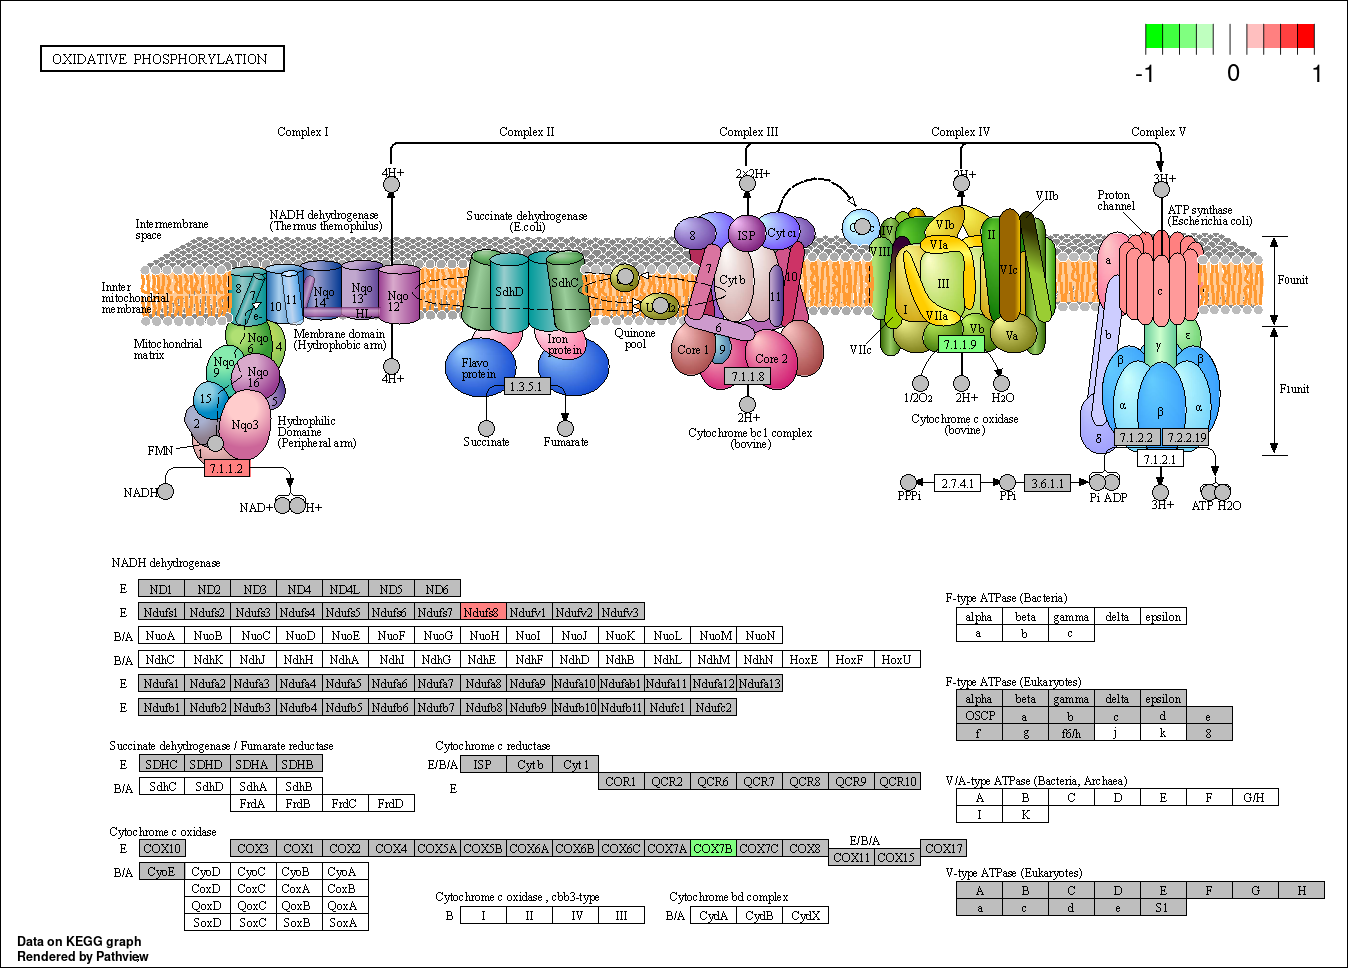 OXIDATIVE PHOSPHORYLATION
-1 0 1
Complex I Complex II Complex III Complex IV Complex V
4H+ 2×2H+ 2H+ 3H+
Intermembrane
space
NADH dehydrogenase
(Thermus themophilus)
Succinate dehydrogenase
(E.coli)
8 ISP Cyt c1
IV VIb VIIb
Proton
channel
ATP synthase
(Escherichia coli)
VIII VIa II
Innter
mitochondrial
membrane
8 10 11 Nqo
14 Nqo
13 Nqo
12 HL
e-
SdhD SdhC
7 Cyt b 10 11
III VIc I VIIa
a c
F0unit
Mitochondrial
matrix
Membrane domain
(Hydrophobic arm)
Nqo
6 4
Nqo
9 Nqo
16
15 5
2 Nqo3
1
Flavo
protein
Iron
protein
Quinone
pool
6
Core 1 9 Core 2
VIIc Vb Va
7.1.1.9
b γ ε
β β
α β α
δ
F1unit
4H+
1.3.5.1
7.1.1.8
1/2O2 2H+ H2O
Hydrophilic
Domaine
(Peripheral arm)
FMN
7.1.1.2
Succinate Fumarate
2H+
Cytochrome bc1 complex
(bovine)
Cytochrome c oxidase
(bovine)
7.1.2.2 7.2.2.19
7.1.2.1
NADH NAD+ H+
2.7.4.1 3.6.1.1
PPPi PPi Pi ADP 3H+ ATP H2O
NADH dehydrogenase
E ND1 ND2 ND3 ND4 ND4L ND5 ND6
E Ndufs1 Ndufs2 Ndufs3 Ndufs4 Ndufs5 Ndufs6 Ndufs7 Ndufs8 Ndufv1 Ndufv2 Ndufv3
B/A NuoA NuoB NuoC NuoD NuoE NuoF NuoG NuoH NuoI NuoJ NuoK NuoL NuoM NuoN
B/A NdhC NdhK NdhJ NdhH NdhA NdhI NdhG NdhE NdhF NdhD NdhB NdhL NdhM NdhN HoxE HoxF HoxU
E Ndufa1 Ndufa2 Ndufa3 Ndufa4 Ndufa5 Ndufa6 Ndufa7 Ndufa8 Ndufa9 Ndufa10 Ndufab1 Ndufa11 Ndufa12 Ndufa13
E Ndufb1 Ndufb2 Ndufb3 Ndufb4 Ndufb5 Ndufb6 Ndufb7 Ndufb8 Ndufb9 Ndufb10 Ndufb11 Ndufc1 Ndufc2
Succinate dehydrogenase / Fumarate reductase
E SDHC SDHD SDHA SDHB
B/A SdhC SdhD SdhA SdhB
FrdA FrdB FrdC FrdD
Cytochrome c reductase
E/B/A ISP Cyt b Cyt 1
E COR1 QCR2 QCR6 QCR7 QCR8 QCR9 QCR10
Cytochrome c oxidase
E COX10 COX3 COX1 COX2 COX4 COX5A COX5B COX6A COX6B COX6C COX7A COX7B COX7C COX8
E/B/A
COX11 COX15 COX17
B/A CyoE CyoD CyoC CyoB CyoA
CoxD CoxC CoxA CoxB
QoxD QoxC QoxB QoxA
SoxD SoxC SoxB SoxA
Cytochrome c oxidase , cbb3-type
B I II IV III
Cytochrome bd complex
B/A CydA CydB CydX
F-type ATPase (Bacteria)
alpha beta gamma delta epsilon
a b c
F-type ATPase (Eukaryotes)
alpha beta gamma delta epsilon
OSCP a b c d e
f g f6/h j k 8
V/A-type ATPase (Bacteria, Archaea)
A B C D E F G/H
I K
V-type ATPase (Eukaryotes)
A B C D E F G H
a c d e S1
Data on KEGG graph
Rendered by Pathview